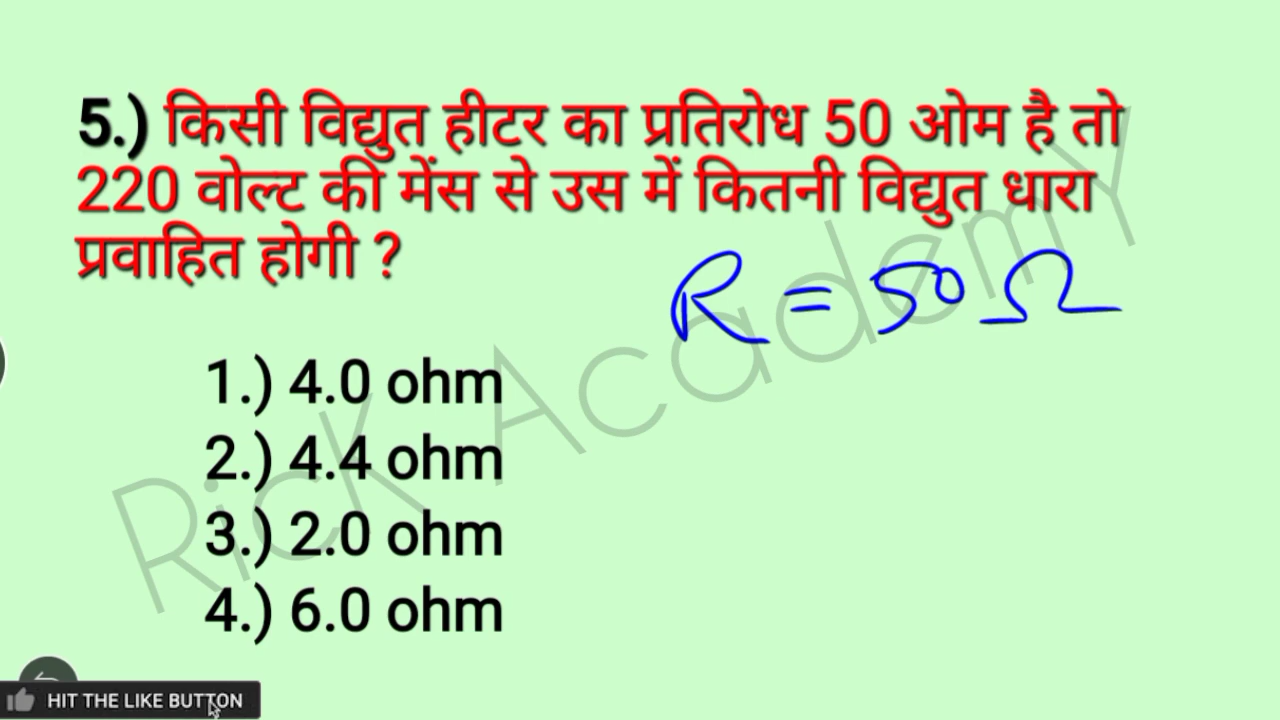 5.) किसी विद्युत हीटर का प्रतिरोध 50 ओम है तो
220 वोल्ट की मेंस से उस में कितनी विद्युत धारा
प्रवाहित होगी ?
R = 50 Ω
1.) 4.0 ohm
2.) 4.4 ohm
3.) 2.0 ohm
4.) 6.0 ohm
Rick AcademY
HIT THE LIKE BUTTON